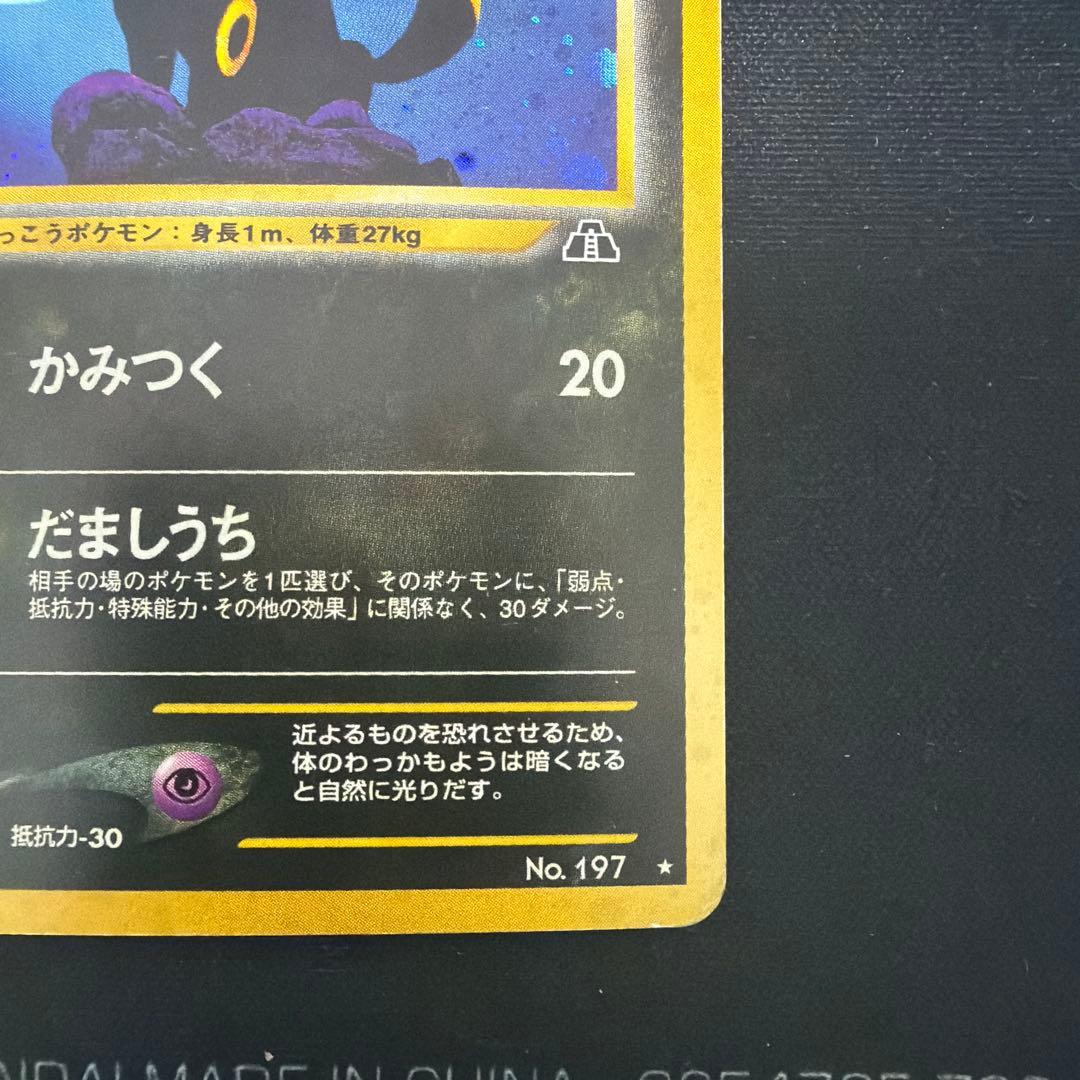 っこうポケモン：身長1m、体重27kg
かみつく 20
だましうち
相手の場のポケモンを1匹選び、そのポケモンに、「弱点・
抵抗力・特殊能力・その他の効果」に関係なく、30ダメージ。
近よるものを恐れさせるため、
体のわっかもようは暗くなる
と自然に光りだす。
抵抗力-30
No. 197 ★
MADE IN CHINA